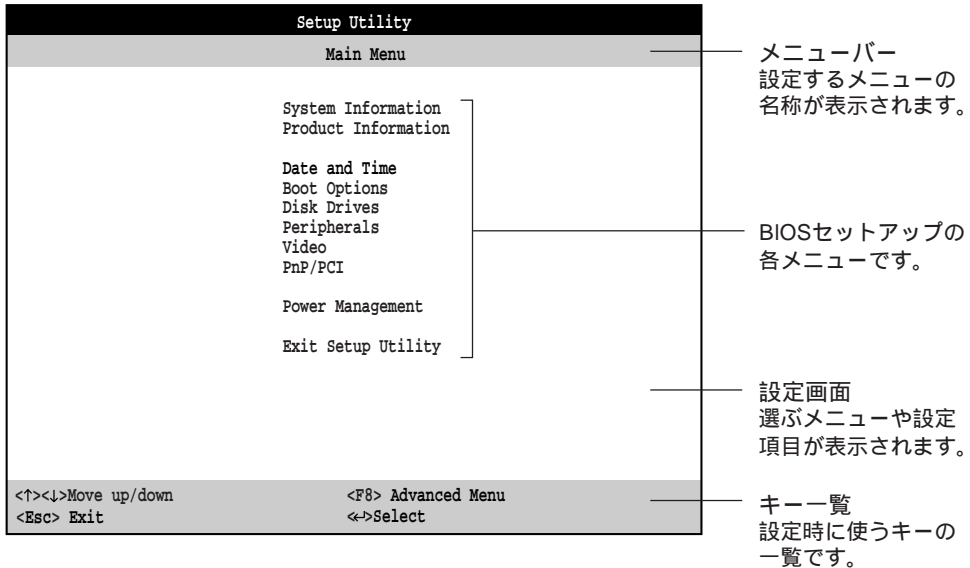 Setup Utility
Main Menu
System Information
Product Information
Date and Time
Boot Options
Disk Drives
Peripherals
Video
PnP/PCI
Power Management
Exit Setup Utility
<↑><↓>Move up/down <F8> Advanced Menu
<Esc> Exit <↵>Select
メニューバー
設定するメニューの
名称が表示されます。
BIOSセットアップの
各メニューです。
設定画面
選ぶメニューや設定
項目が表示されます。
キー一覧
設定時に使うキーの
一覧です。